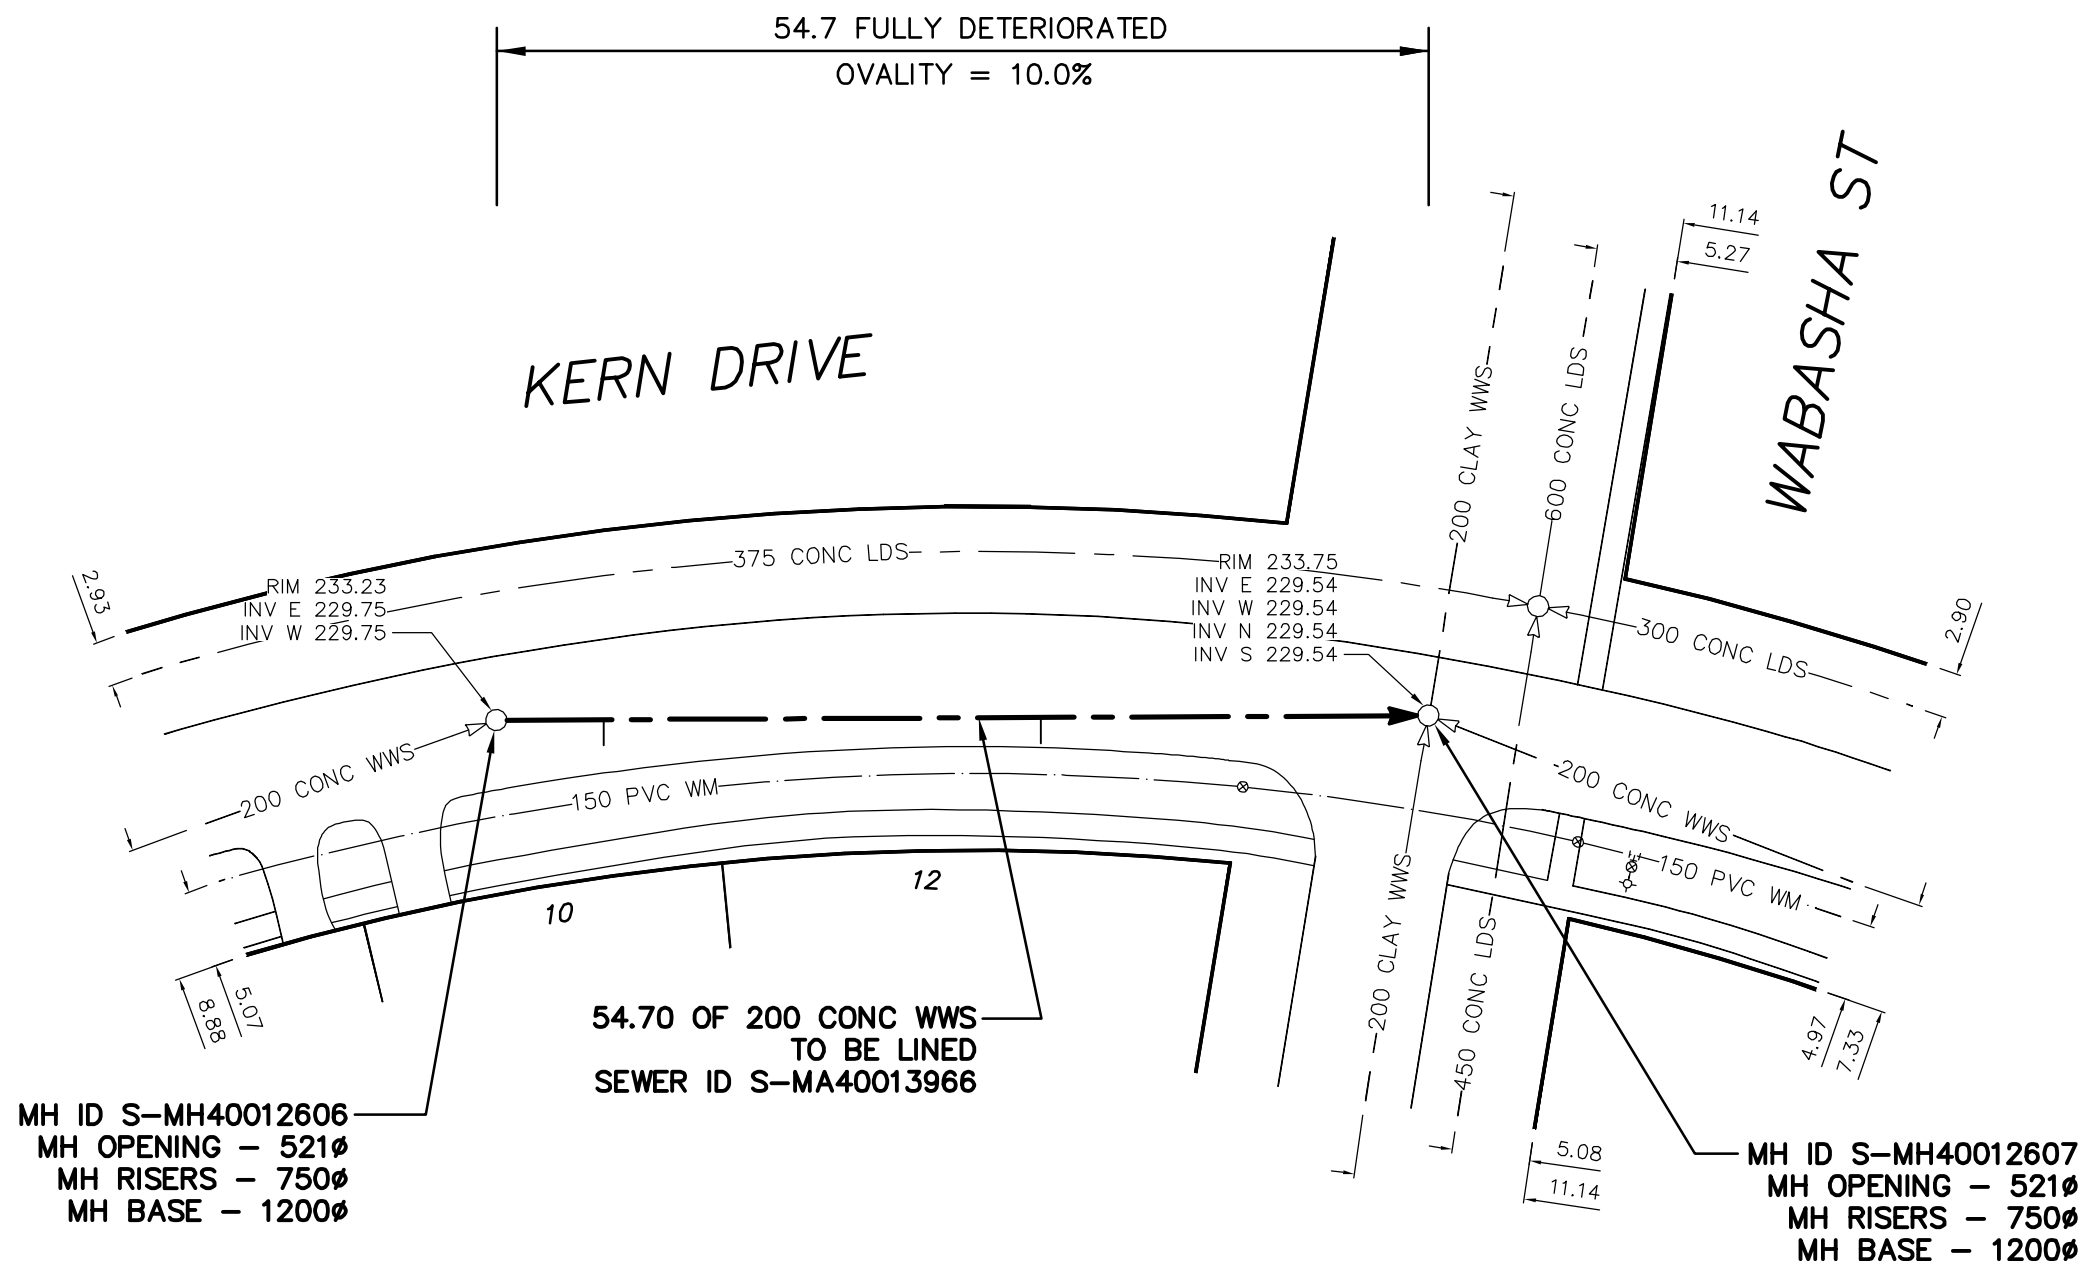 54.7 FULLY DETERIORATED
OVALITY = 10.0%
KERN DRIVE
WABASHA ST
11.14
5.27
200 CLAY WWS
600 CONC LDS
375 CONC LDS
2.93
RIM 233.23
INV E 229.75
INV W 229.75
RIM 233.75
INV E 229.54
INV W 229.54
INV N 229.54
INV S 229.54
300 CONC LDS
2.90
200 CONC WWS
150 PVC WM
200 CONC WWS
150 PVC WM
10
12
200 CLAY WWS
450 CONC LDS
5.07
8.88
4.97
7.33
54.70 OF 200 CONC WWS
TO BE LINED
SEWER ID S-MA40013966
MH ID S-MH40012606
MH OPENING - 521ø
MH RISERS - 750ø
MH BASE - 1200ø
5.08
11.14
MH ID S-MH40012607
MH OPENING - 521ø
MH RISERS - 750ø
MH BASE - 1200ø